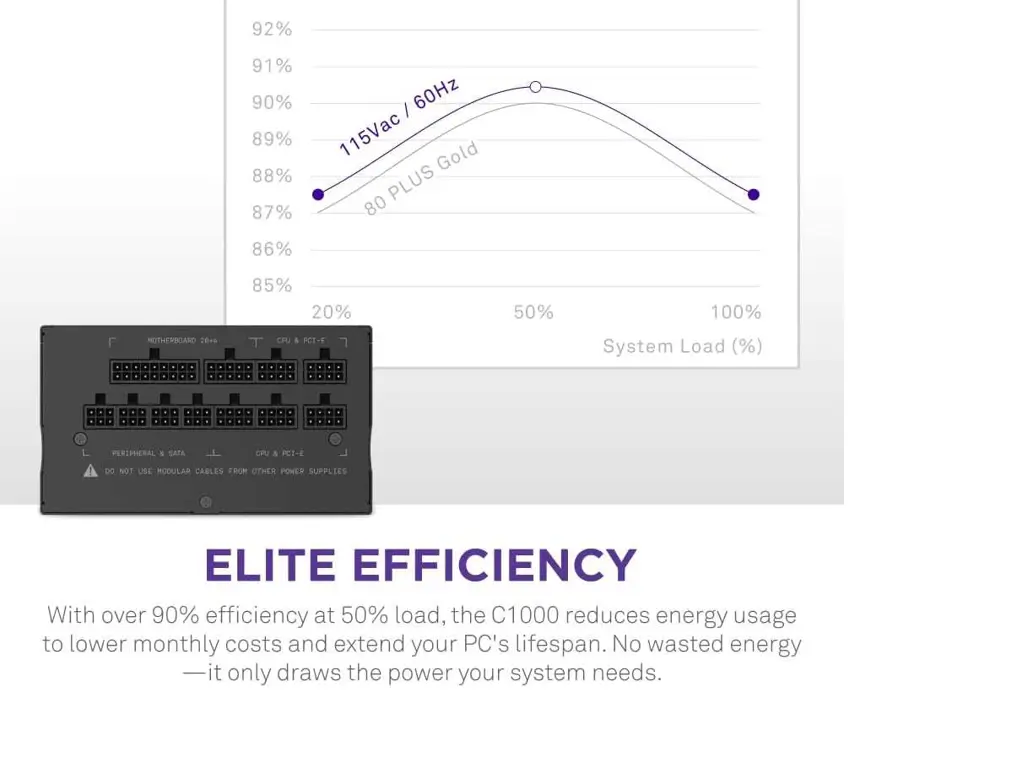 92%
91%
90%
89%
88%
87%
86%
85%
115Vac / 60Hz
80 PLUS Gold
20% 50% 100%
System Load (%)
MOTHERBOARD 20+4 CPU & PCI-E
PERIPHERAL & SATA CPU & PCI-E
DO NOT USE MODULAR CABLES FROM OTHER POWER SUPPLIES
ELITE EFFICIENCY
With over 90% efficiency at 50% load, the C1000 reduces energy usage
to lower monthly costs and extend your PC's lifespan. No wasted energy
—it only draws the power your system needs.